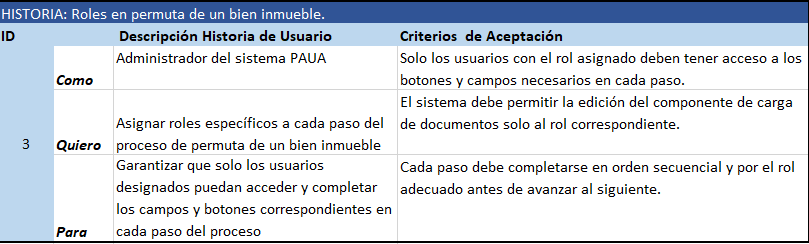 HISTORIA: Roles en permuta de un bien inmueble.
ID Descripción Historia de Usuario Criterios de Aceptación
3
Como
Administrador del sistema PAUA
Solo los usuarios con el rol asignado deben tener acceso a los
botones y campos necesarios en cada paso.
Quiero
Asignar roles específicos a cada paso del
proceso de permuta de un bien inmueble
El sistema debe permitir la edición del componente de carga
de documentos solo al rol correspondiente.
Para
Garantizar que solo los usuarios
designados puedan acceder y completar
los campos y botones correspondientes en
cada paso del proceso
Cada paso debe completarse en orden secuencial y por el rol
adecuado antes de avanzar al siguiente.